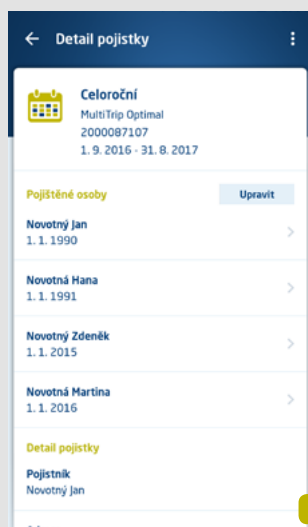 Detail pojistky
Celoroční
MultiTrip Optimal
2000087107
1. 9. 2016 - 31. 8. 2017
Pojištěné osoby
Upravit
Novotný Jan
1. 1. 1990
Novotná Hana
1. 1. 1991
Novotný Zdeněk
1. 1. 2015
Novotná Martina
1. 1. 2016
Detail pojistky
Pojistník
Novotný Jan